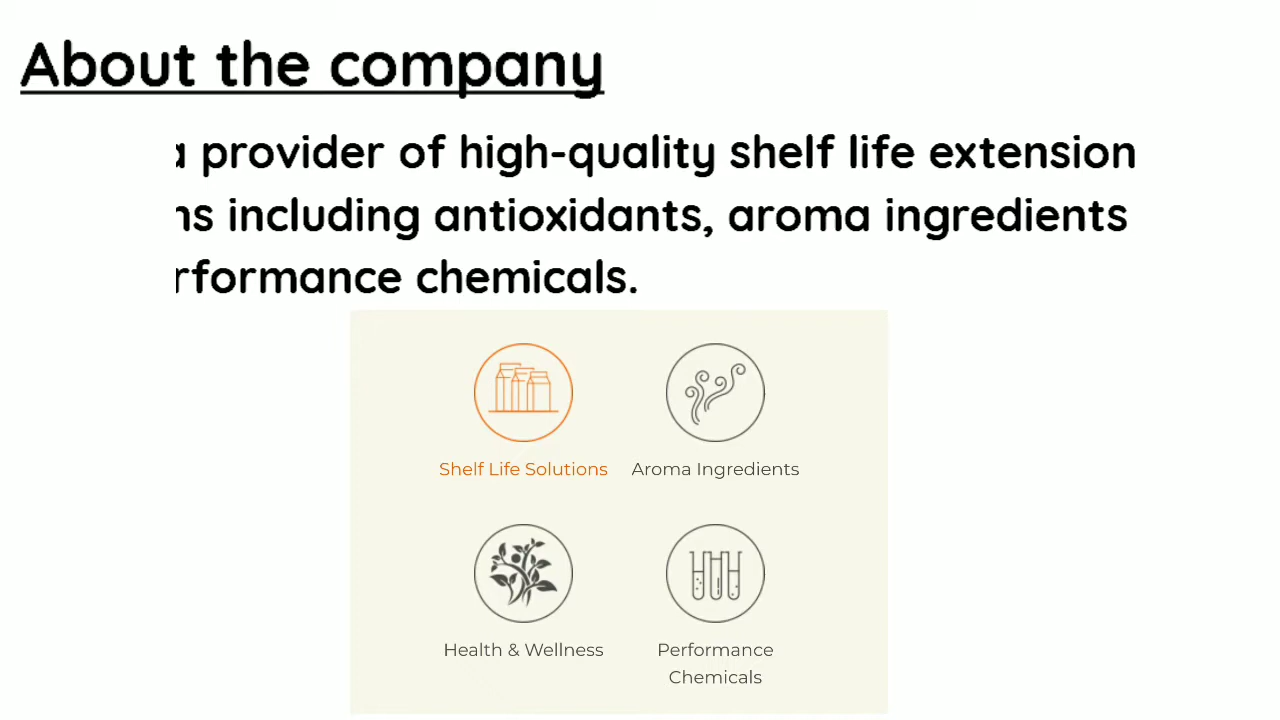 About the company
provider of high-quality shelf life extension
including antioxidants, aroma ingredients
chemicals.
Shelf Life Solutions
Aroma Ingredients
Health & Wellness
Performance
Chemicals